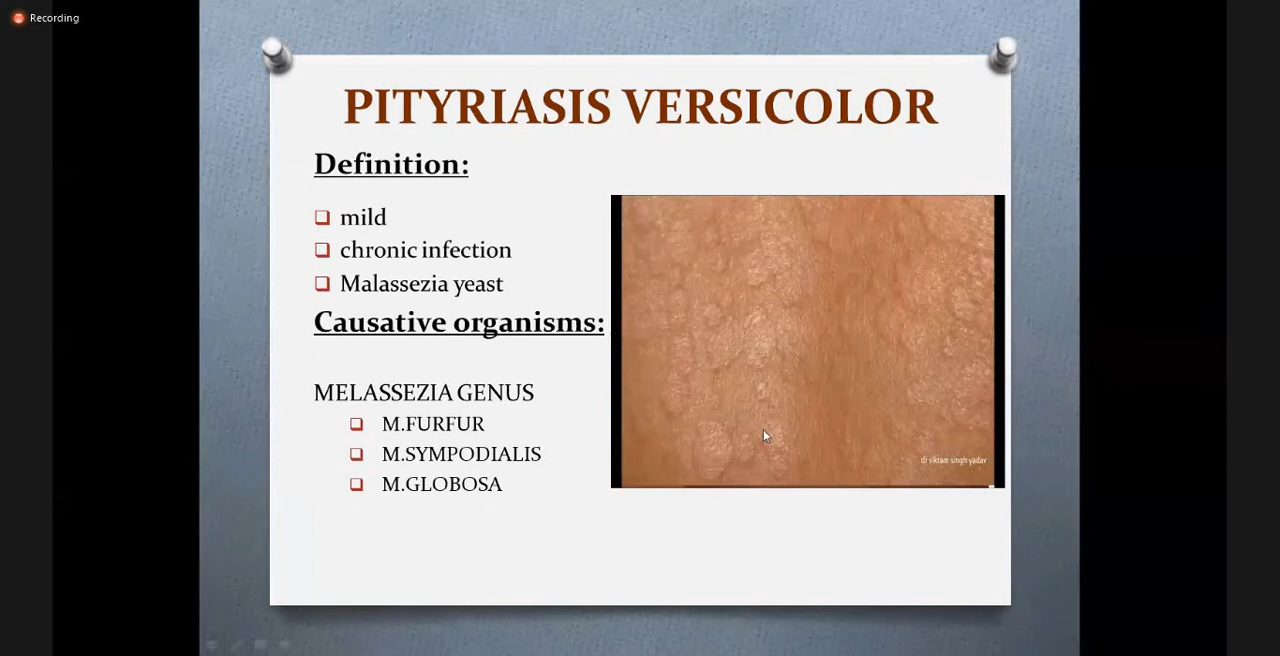 Recording
PITYRIASIS VERSICOLOR
Definition:
mild
chronic infection
Malassezia yeast
Causative organisms:
MELASSEZIA GENUS
M.FURFUR
M.SYMPODIALIS
M.GLOBOSA
dr vikram singh yadav